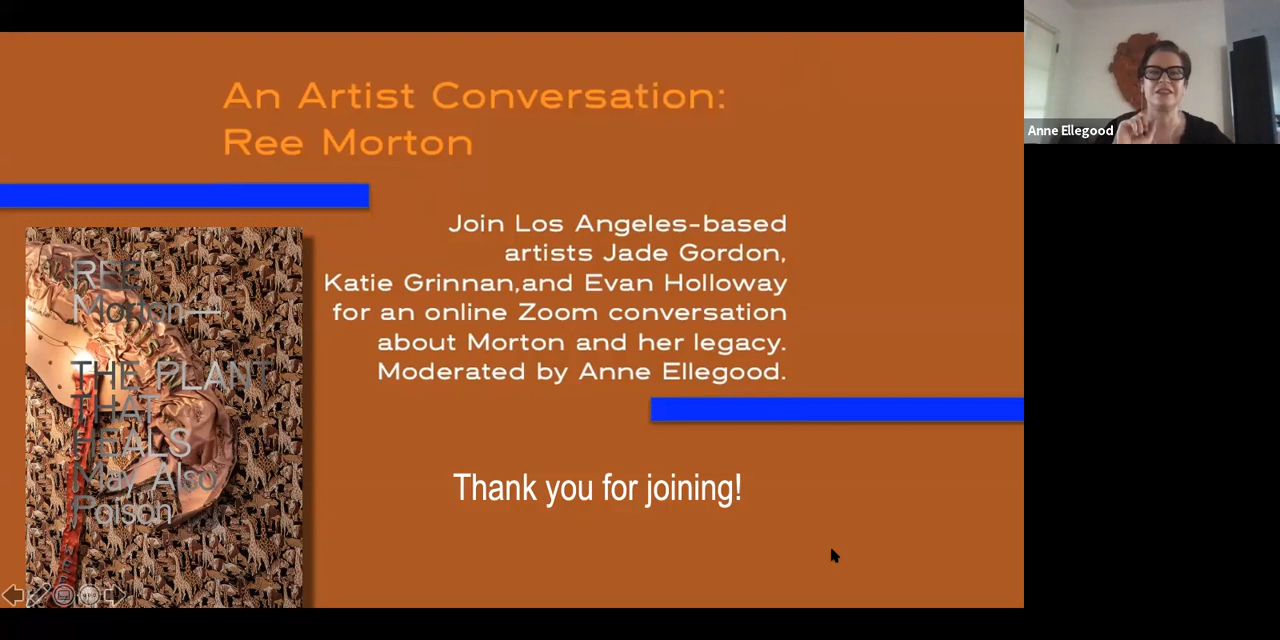 An Artist Conversation:
Ree Morton
Join Los Angeles-based
artists Jade Gordon,
Katie Grinnan,and Evan Holloway
for an online Zoom conversation
about Morton and her legacy.
Moderated by Anne Ellegood.
REE
Morton—
THE PLANT
THAT
HEALS
May Also
Poison
Thank you for joining!
Anne Ellegood